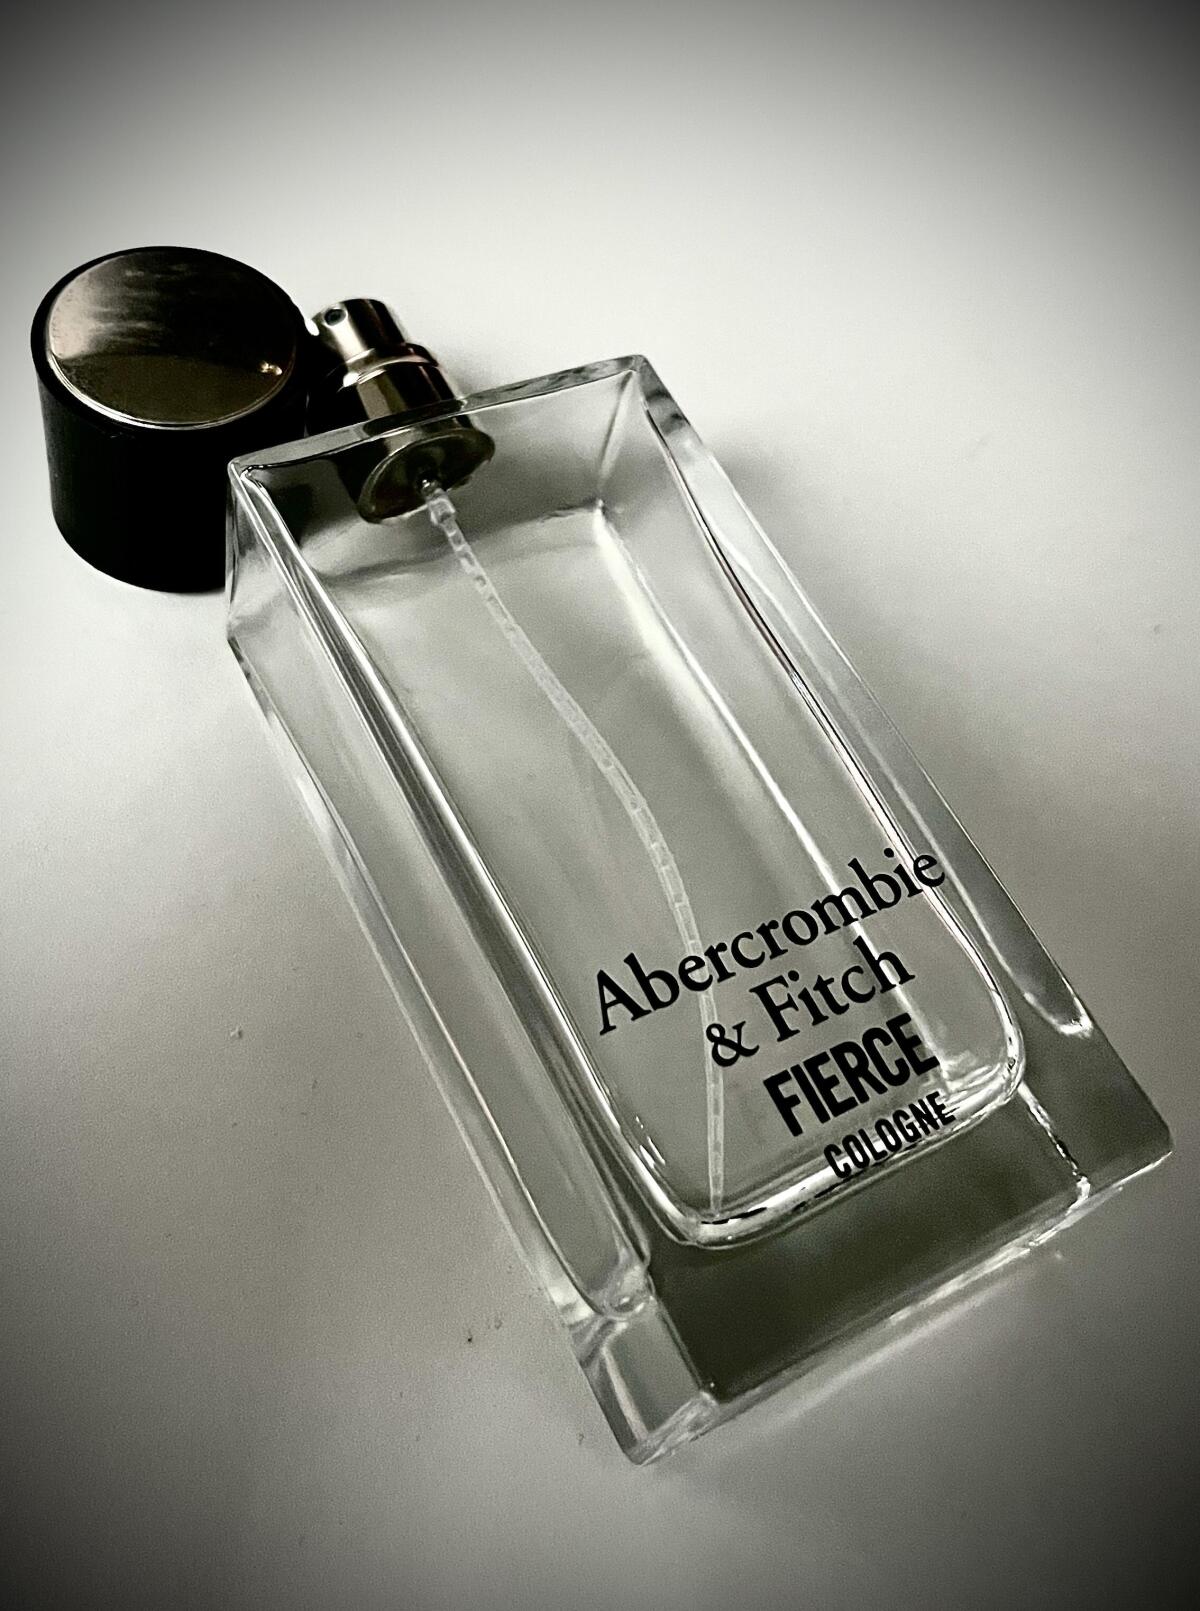 Abercrombie
& Fitch
FIERCE
COLOGNE